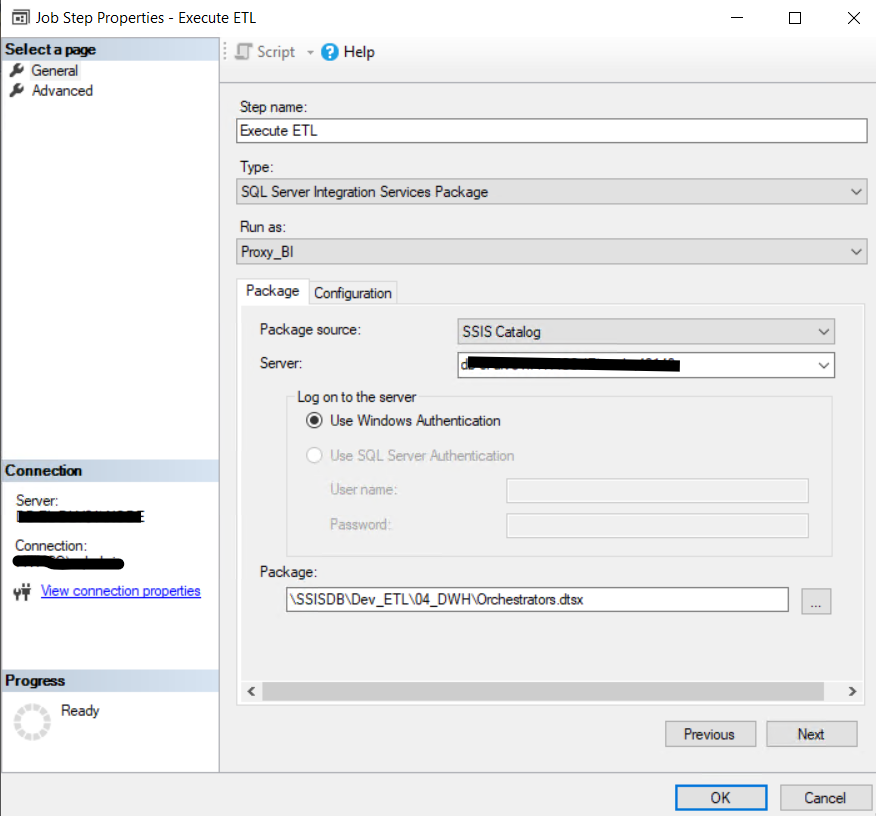 Job Step Properties - Execute ETL
Select a page
General
Advanced
Script
Help
Step name:
Execute ETL
Type:
SQL Server Integration Services Package
Run as:
Proxy_BI
Package
Configuration
Package source:
SSIS Catalog
Server:
Log on to the server
Use Windows Authentication
Use SQL Server Authentication
User name:
Password:
Package:
\SSISDB\Dev_ETL\04_DWH\Orchestrators.dtsx
...
Connection
Server:
Connection:
View connection properties
Progress
Ready
Previous
Next
OK
Cancel